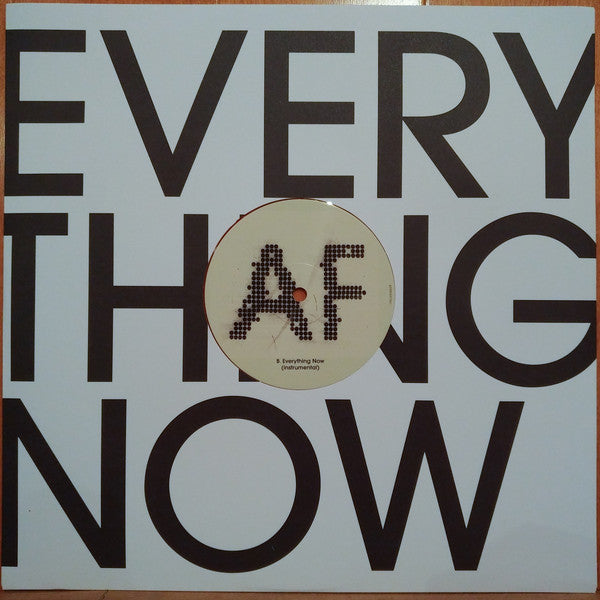 EVERY
THING
NOW
AF
B Everything Now
(instrumental)